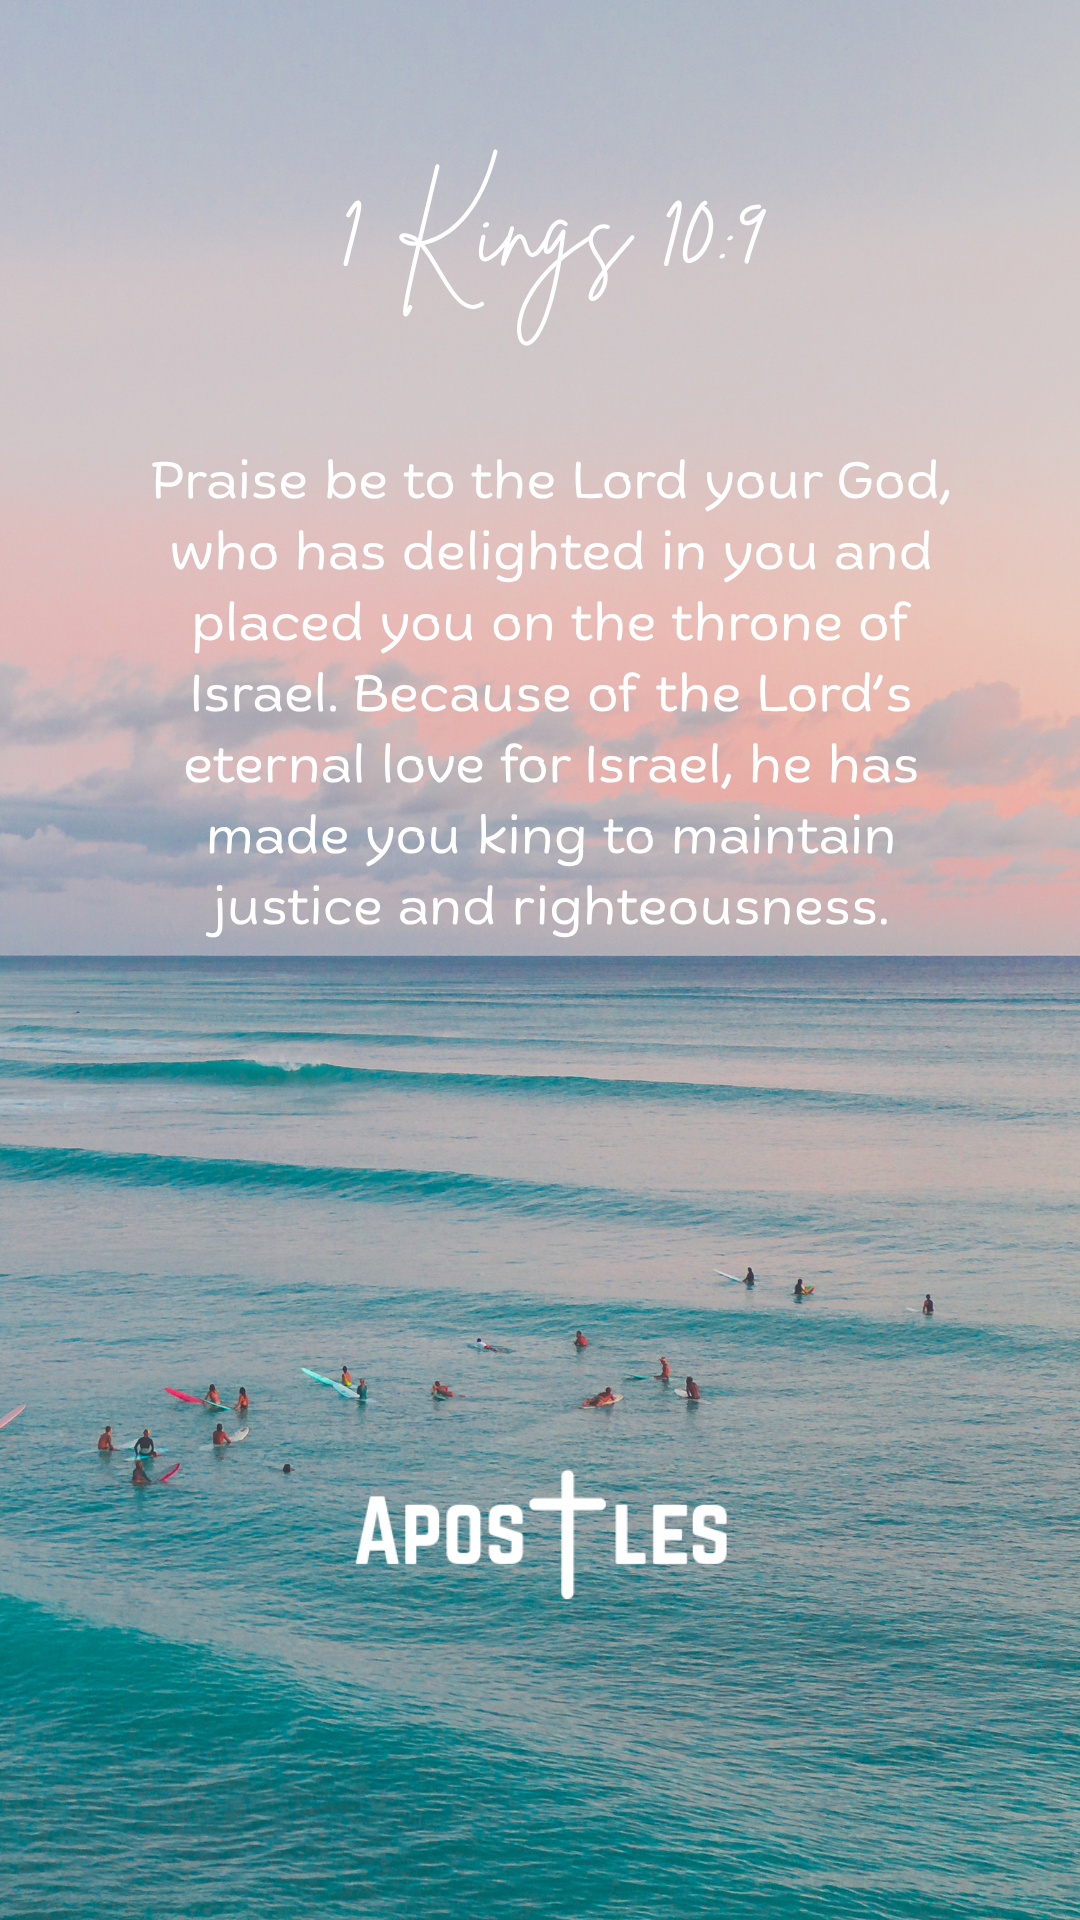 1 Kings 10:9
Praise be to the Lord your God,
who has delighted in you and
placed you on the throne of
Israel. Because of the Lord's
eternal love for Israel, he has
made you king to maintain
justice and righteousness.
APOSTLES